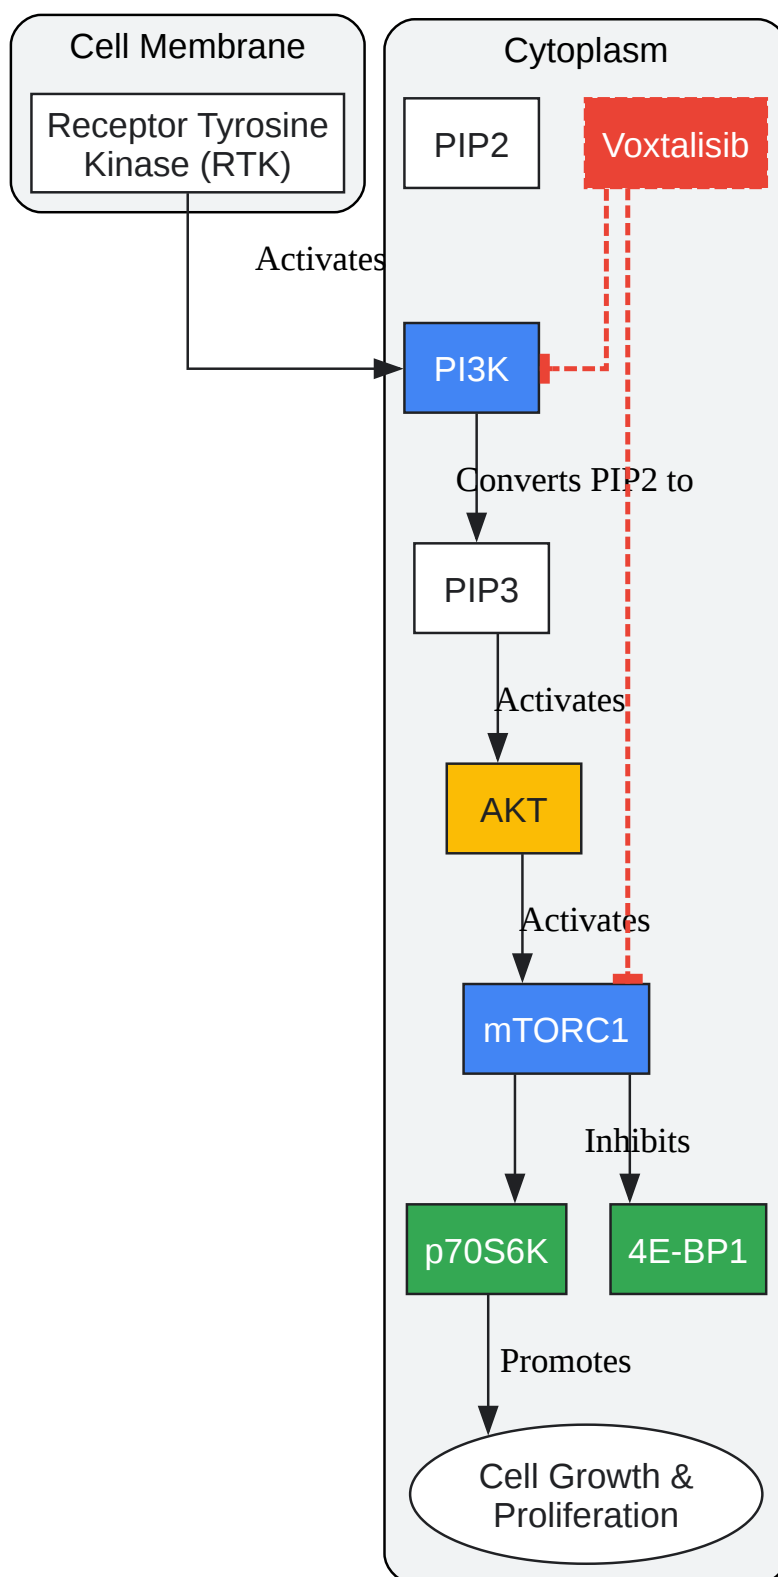 Cell Membrane
Cytoplasm
Receptor Tyrosine
Kinase (RTK)
PIP2
Voxtalisib
Activates
PI3K
Converts PIP2 to
PIP3
Activates
AKT
Activates
mTORC1
Inhibits
p70S6K
4E-BP1
Promotes
Cell Growth &
Proliferation